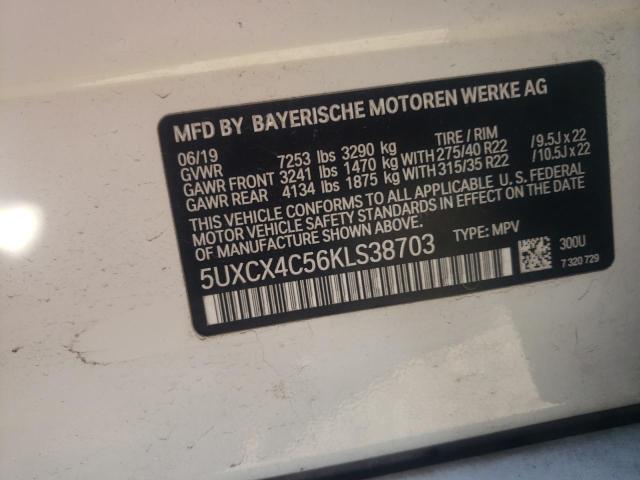 MFD BY BAYERISCHE MOTOREN WERKE AG
06/19 TIRE / RIM
GVWR 7253 lbs 3290 kg
GAWR FRONT 3241 lbs 1470 kg WITH 275/40 R22 /9.5J x 22
GAWR REAR 4134 lbs 1875 kg WITH 315/35 R22 /10.5J x 22
THIS VEHICLE CONFORMS TO ALL APPLICABLE U.S. FEDERAL
MOTOR VEHICLE SAFETY STANDARDS IN EFFECT ON THE DATE
OF MANUFACTURE SHOWN ABOVE.
5UXCX4C56KLS38703 TYPE: MPV
300U
7 320 729